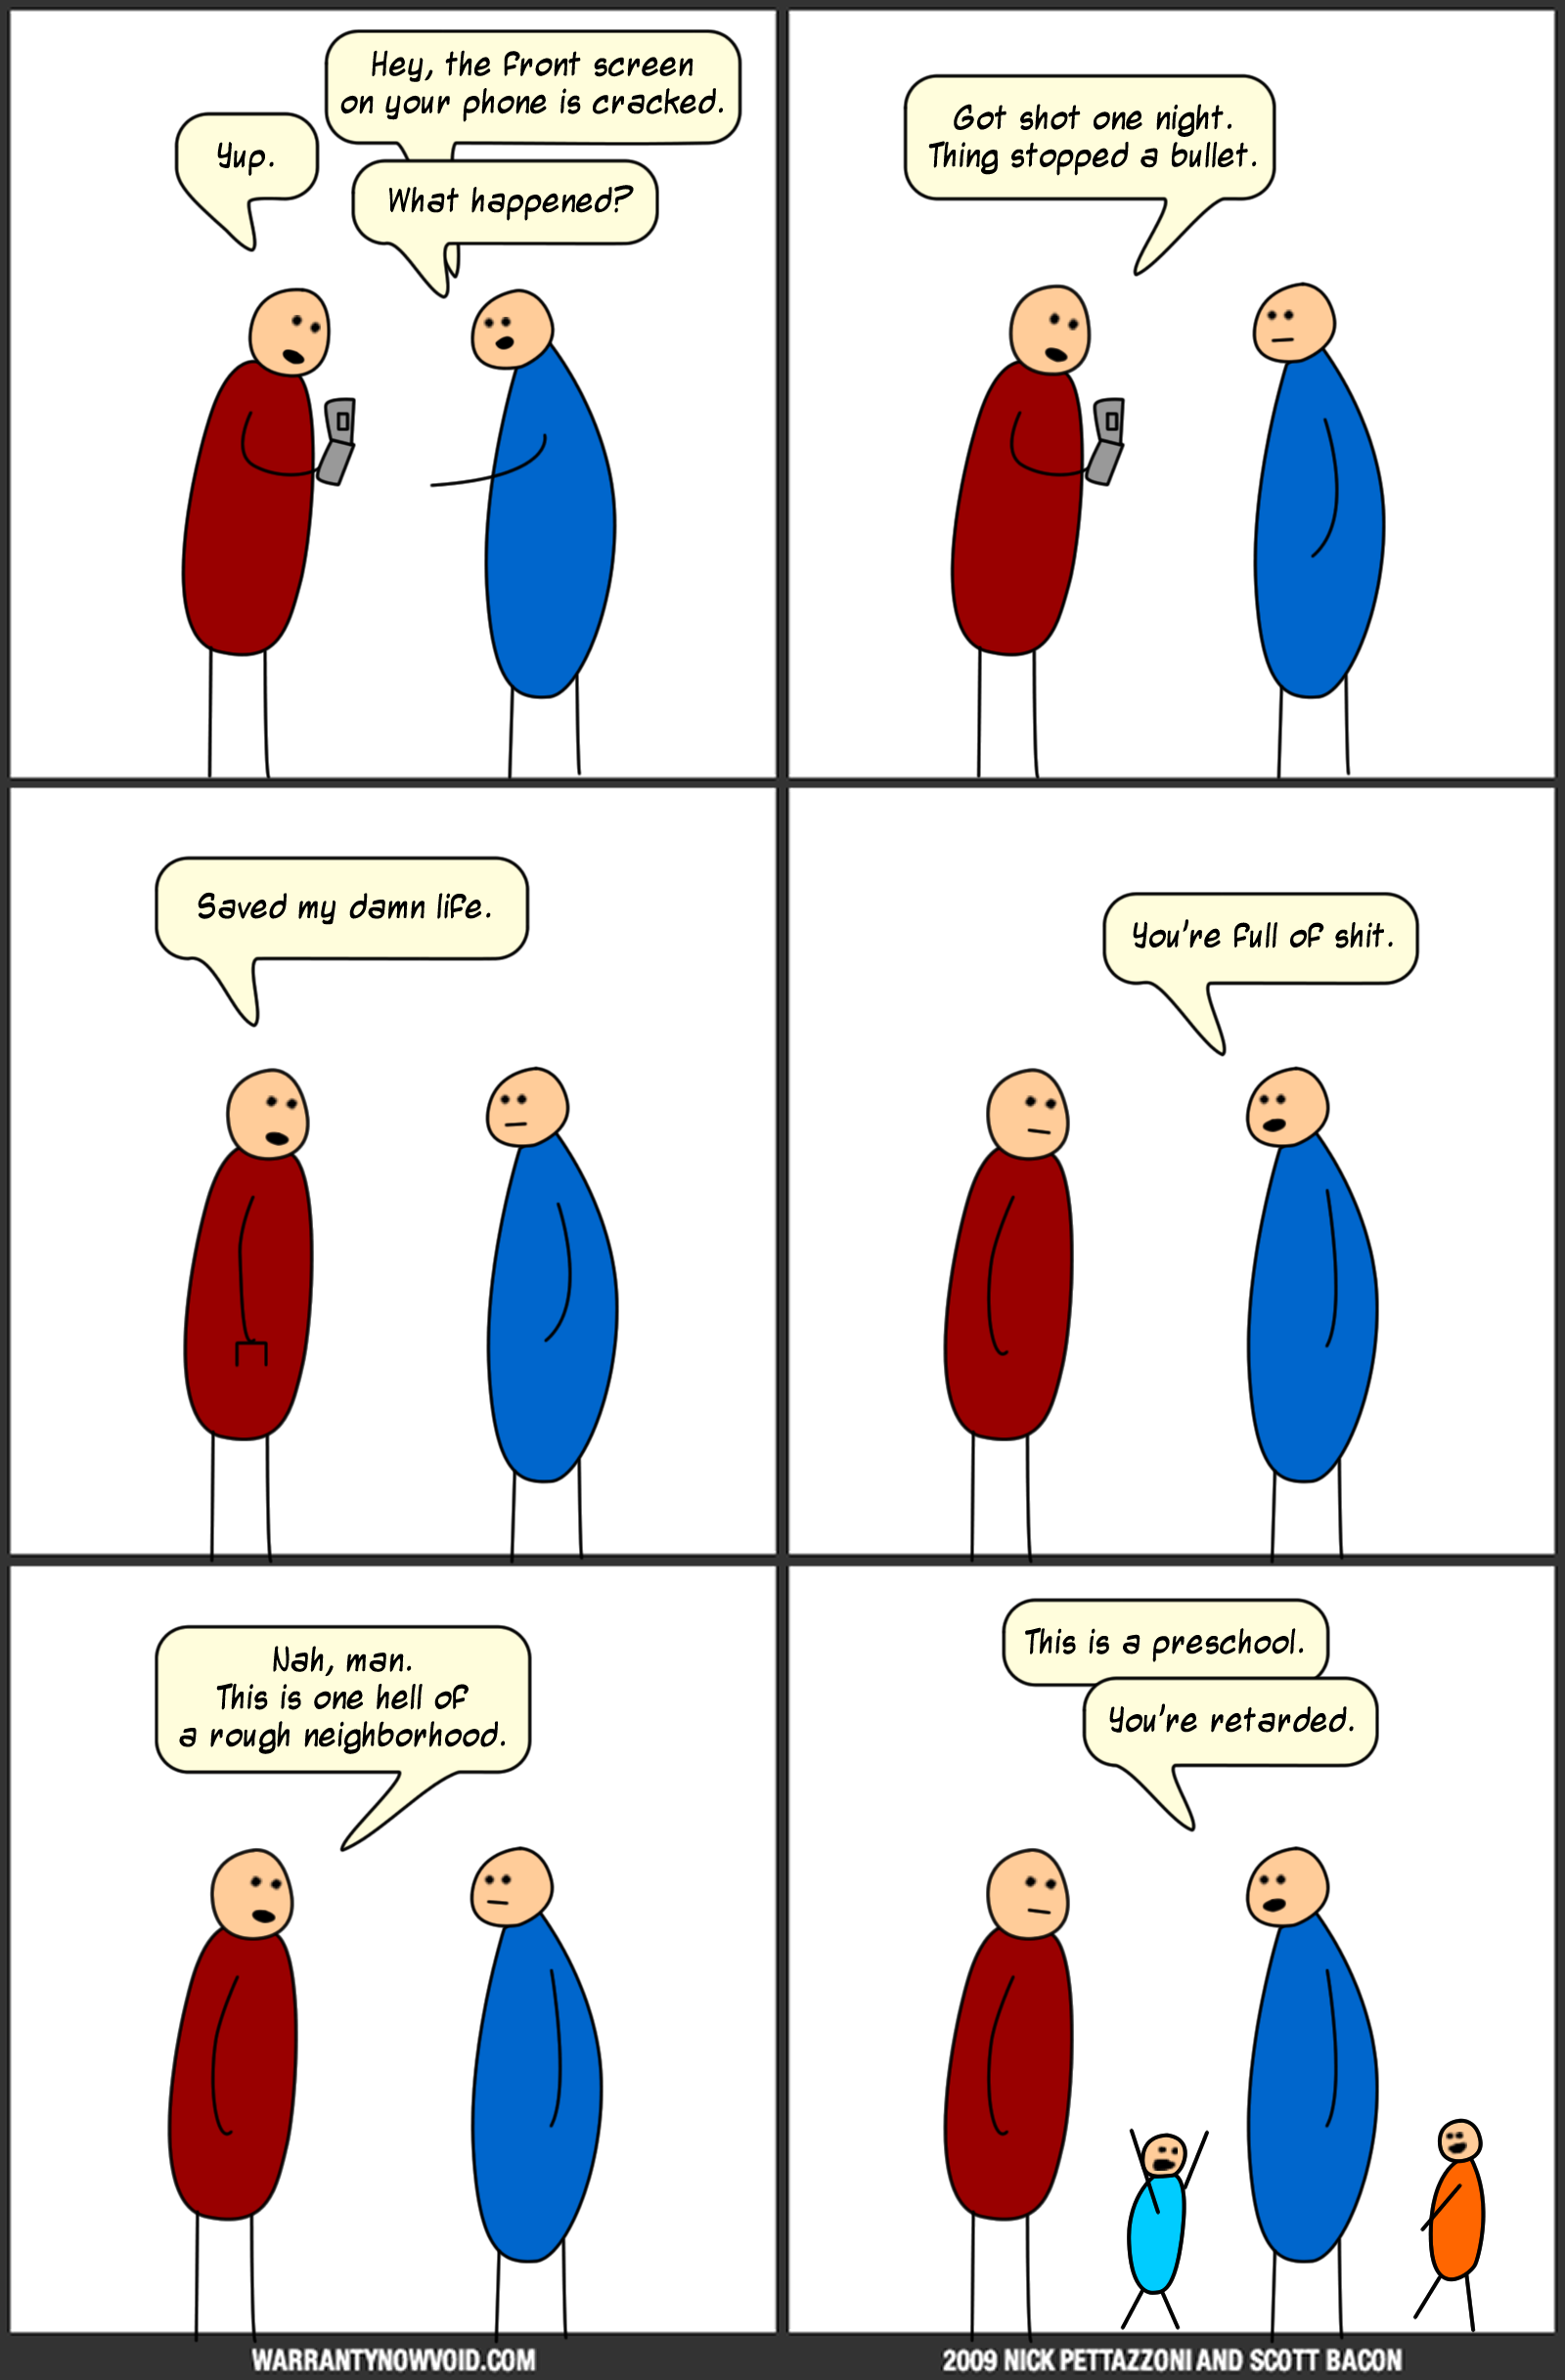 Hey, the front screen
on your phone is cracked.
What happened?
Yup.
Got shot one night.
Thing stopped a bullet.
Saved my damn life.
You're full of shit.
Nah, man.
This is one hell of
a rough neighborhood.
This is a preschool.
You're retarded.
WARRANTYNOWVOID.COM
2009 NICK PETTAZZONI AND SCOTT BACON